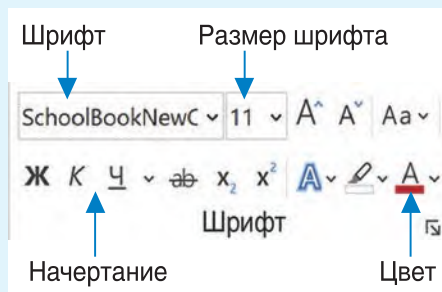 Шрифт Размер шрифта
SchoolBookNewC 11 А А Aa
Ж К Ч ab x₂ x² A A
Шрифт
Начертание Цвет